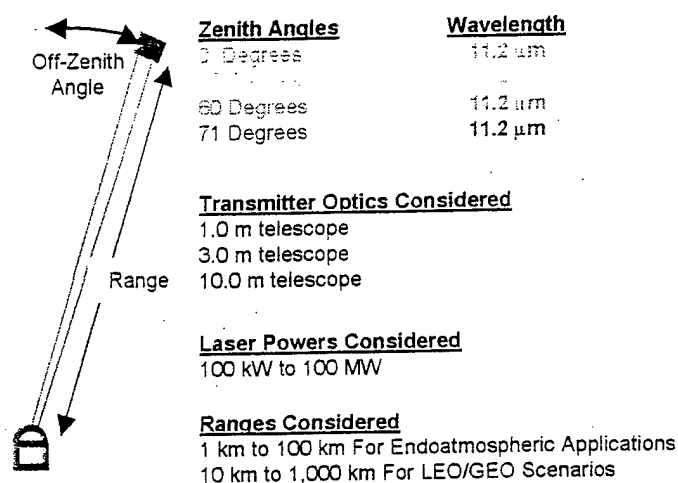 Off-Zenith
Angle
Range
Zenith Angles Wavelength
Degrees 11.2 um
60 Degrees 11.2 um
71 Degrees 11.2 μm
Transmitter Optics Considered
1.0 m telescope
3.0 m telescope
10.0 m telescope
Laser Powers Considered
100 kW to 100 MW
Ranges Considered
1 km to 100 km For Endoatmospheric Applications
10 km to 1,000 km For LEO/GEO Scenarios